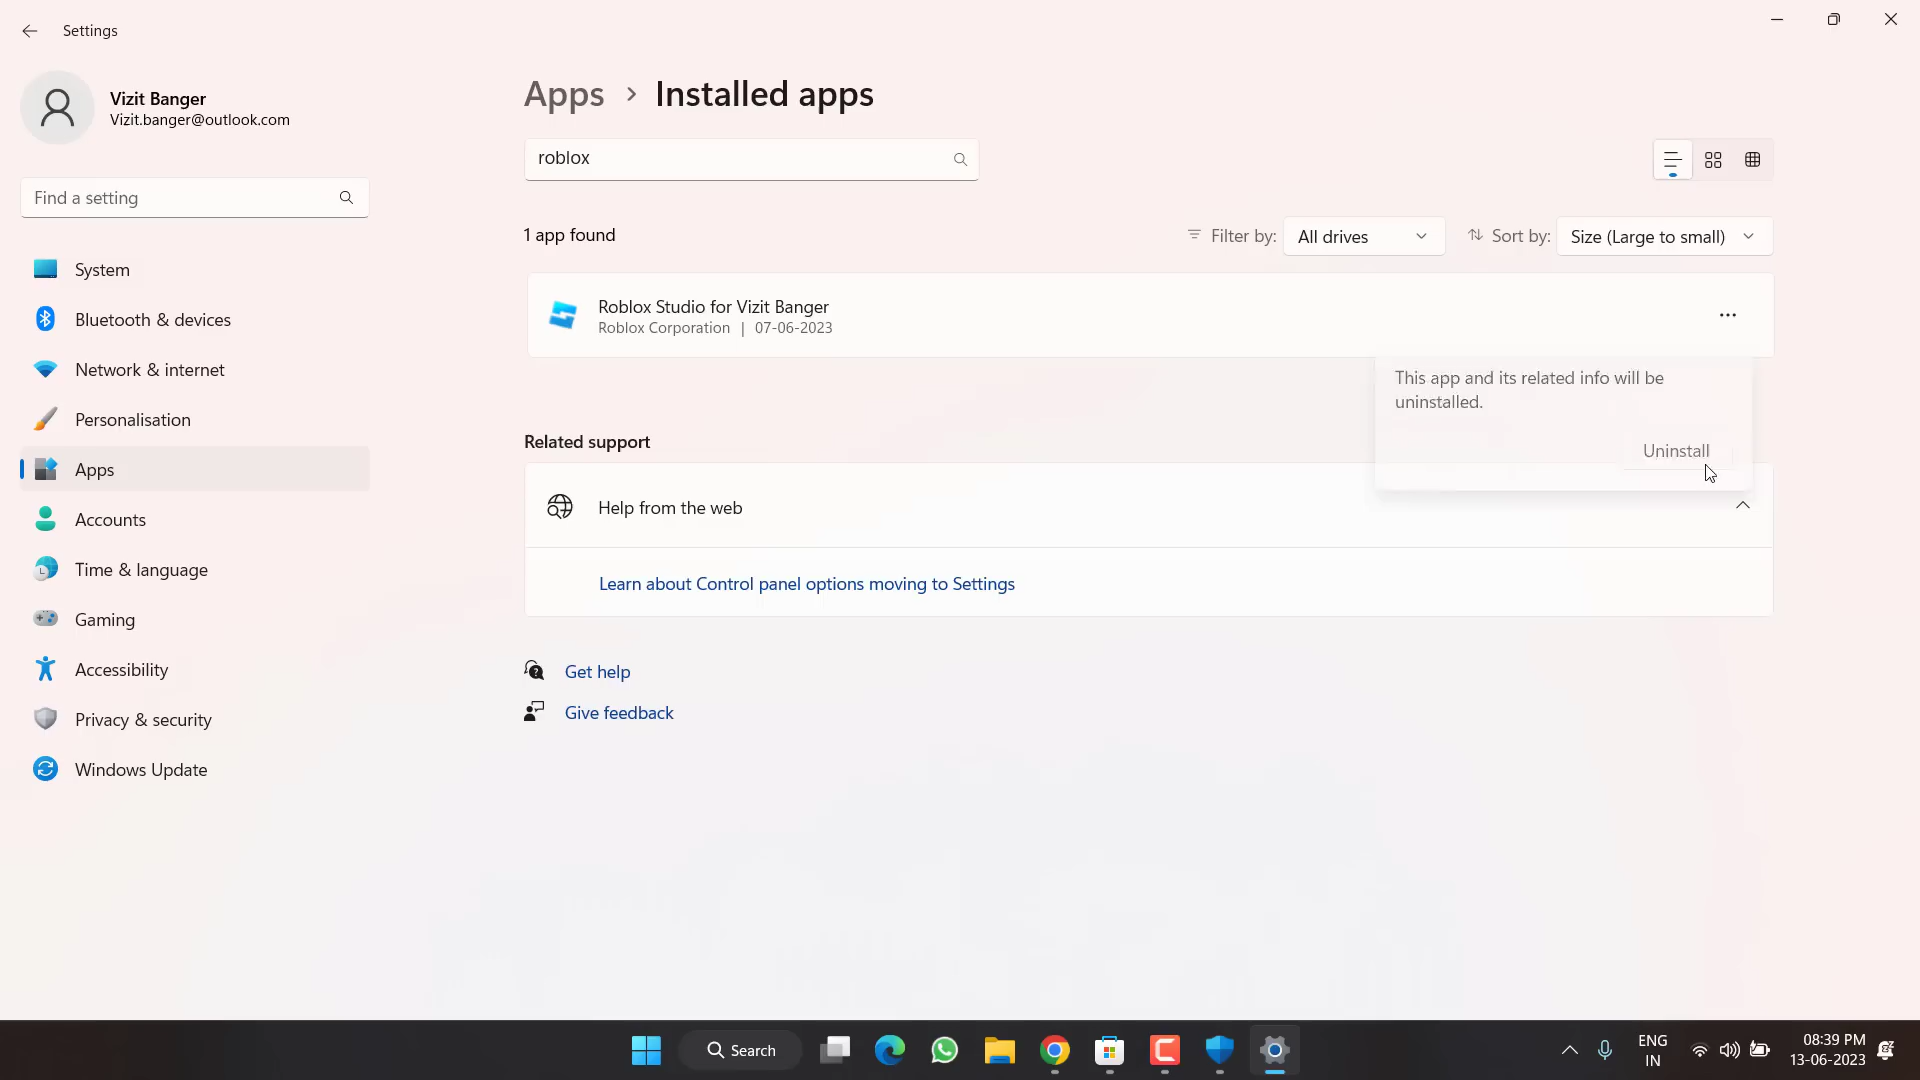 Settings
Vizit Banger
Vizit.banger@outlook.com
Find a setting
System
Bluetooth & devices
Network & internet
Personalisation
Apps
Accounts
Time & language
Gaming
Accessibility
Privacy & security
Windows Update
Apps > Installed apps
roblox
1 app found
Filter by: All drives
Sort by: Size (Large to small)
Roblox Studio for Vizit Banger
Roblox Corporation | 07-06-2023
This app and its related info will be
uninstalled.
Uninstall
Related support
Help from the web
Learn about Control panel options moving to Settings
Get help
Give feedback
Search
ENG
IN
08:39 PM
13-06-2023